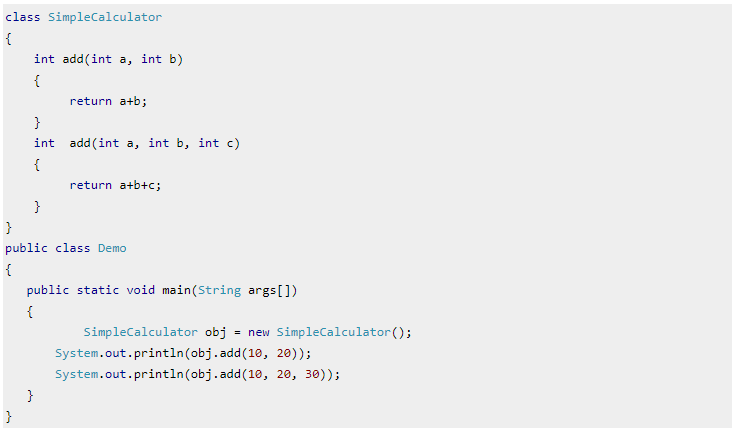 class SimpleCalculator
{
    int add(int a, int b)
    {
         return a+b;
    }
    int  add(int a, int b, int c)
    {
         return a+b+c;
    }
}
public class Demo
{
   public static void main(String args[])
   {
           SimpleCalculator obj = new SimpleCalculator();
       System.out.println(obj.add(10, 20));
       System.out.println(obj.add(10, 20, 30));
   }
}